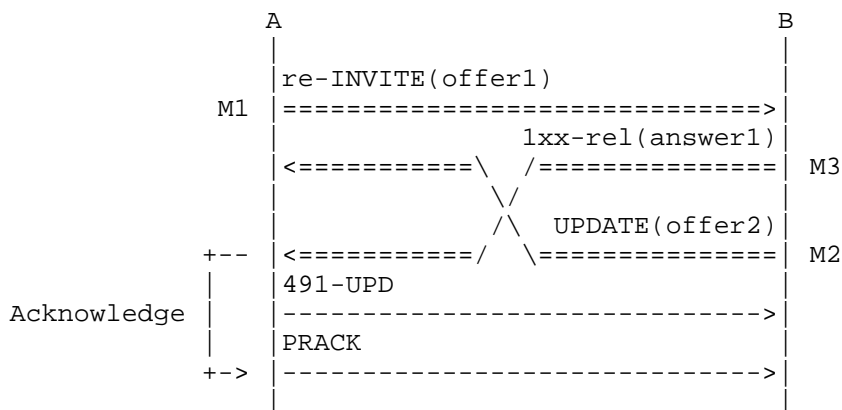 A B
re-INVITE(offer1)
M1
1xx-rel(answer1)
M3
UPDATE(offer2)
M2
491-UPD
Acknowledge
PRACK